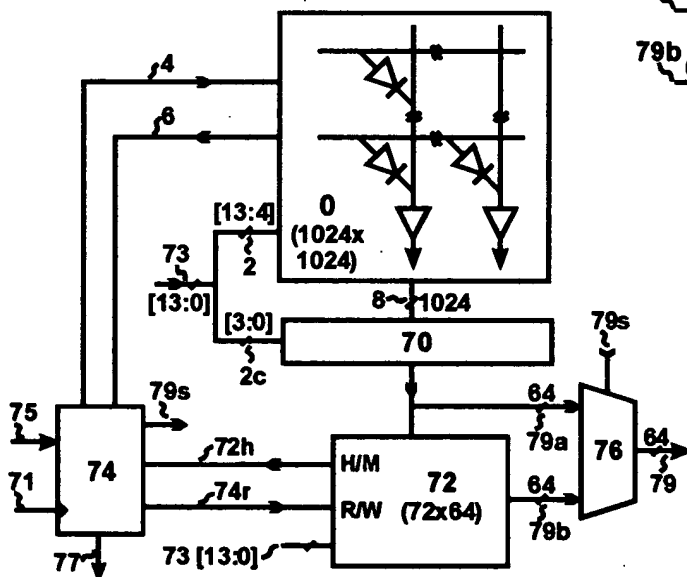 79b
4
6
0
(1024x
1024)
[13:4]
2
73
[13:0]
[3:0]
2c
8
1024
70
79s
75
79s
64
79a
76
64
79
74
72h
H/M
72
(72x64)
64
79b
71
74r
R/W
77
73 [13:0]